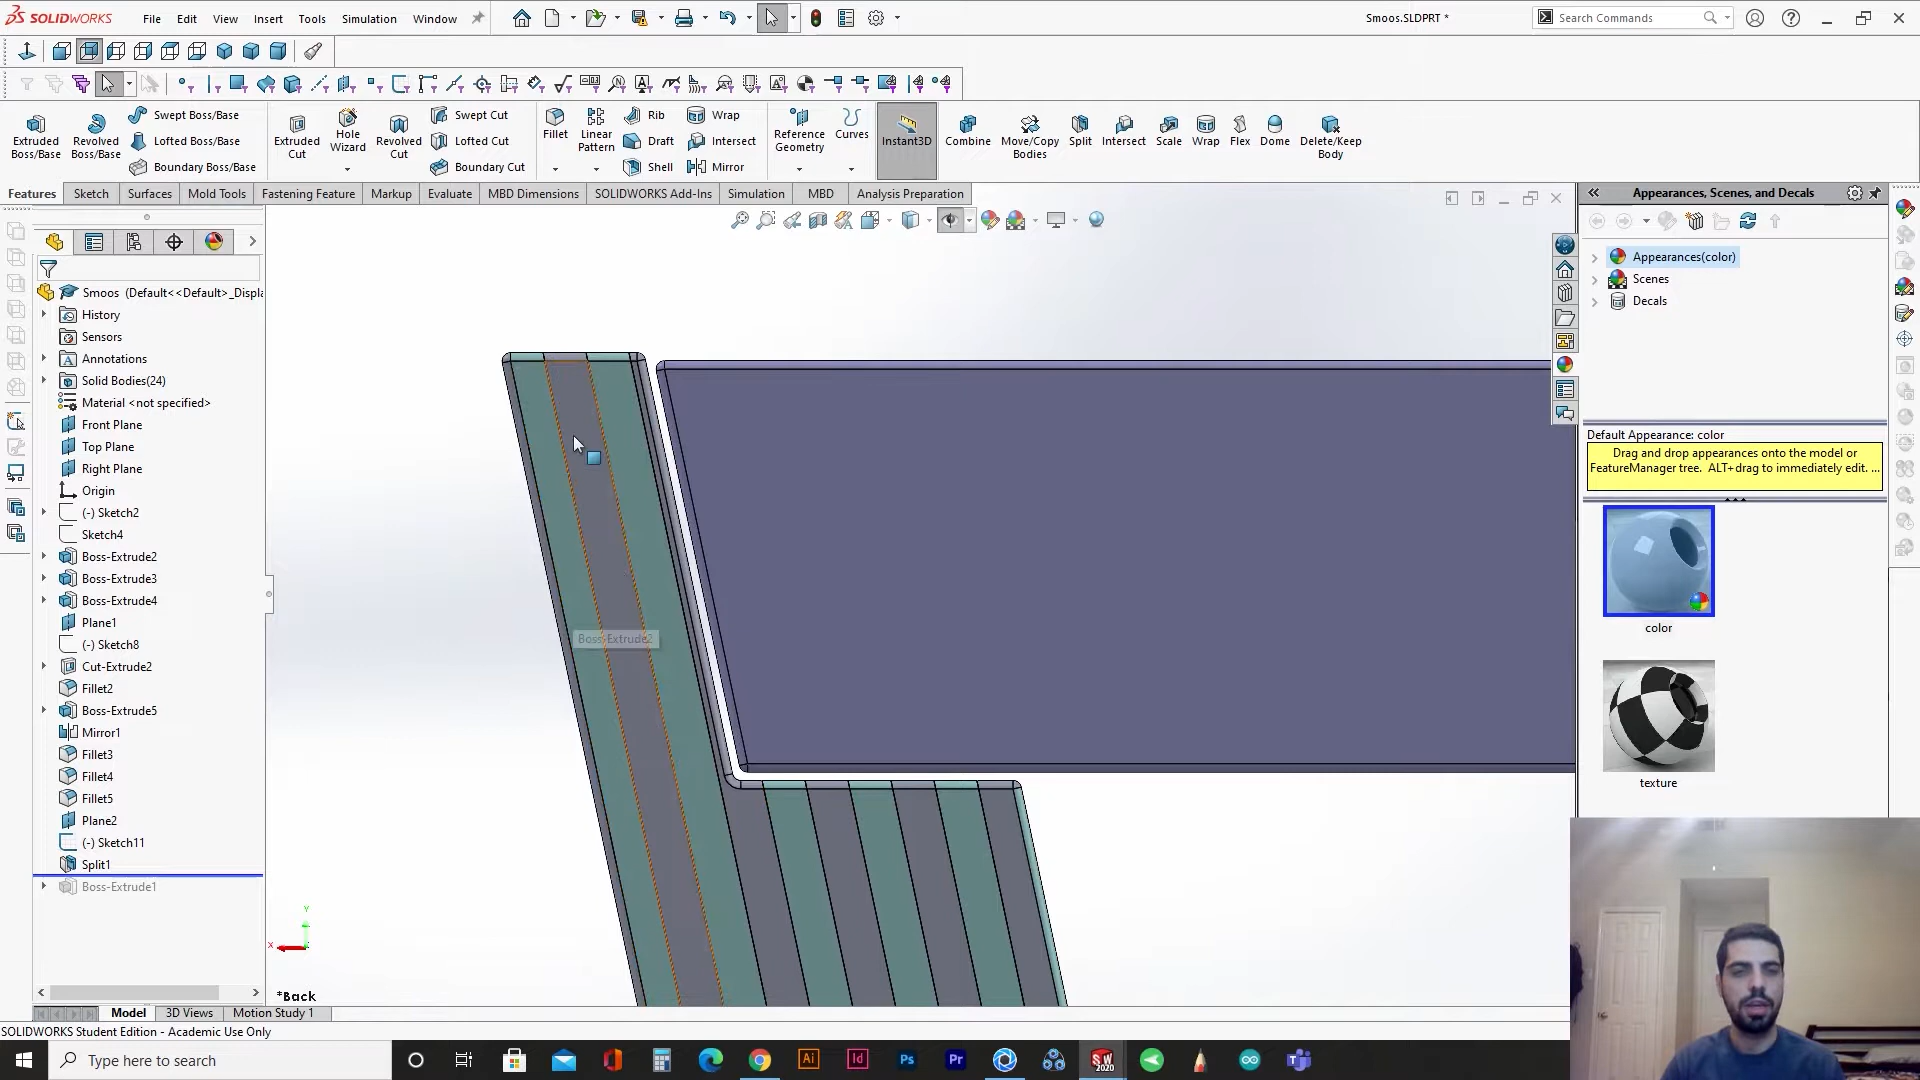 SOLIDWORKS File Edit View Insert Tools Simulation Window Smoos.SLDPRT * Search Commands
Extruded Boss/Base
Revolved Boss/Base
Swept Boss/Base
Lofted Boss/Base
Boundary Boss/Base
Extruded Cut
Hole Wizard
Revolved Cut
Swept Cut
Lofted Cut
Boundary Cut
Fillet
Linear Pattern
Rib
Draft
Shell
Wrap
Intersect
Mirror
Reference Geometry
Curves
Instant3D
Combine
Move/Copy Bodies
Split
Intersect
Scale
Wrap
Flex
Dome
Delete/Keep Body
Features Sketch Surfaces Mold Tools Fastening Feature Markup Evaluate MBD Dimensions SOLIDWORKS Add-Ins Simulation MBD Analysis Preparation
Smoos (Default<<Default>_Displa
History
Sensors
Annotations
Solid Bodies(24)
Material <not specified>
Front Plane
Top Plane
Right Plane
Origin
(-) Sketch2
Sketch4
Boss-Extrude2
Boss-Extrude3
Boss-Extrude4
Plane1
(-) Sketch8
Cut-Extrude2
Fillet2
Boss-Extrude5
Mirror1
Fillet3
Fillet4
Fillet5
Plane2
(-) Sketch11
Split1
Boss-Extrude1
Boss-Extrude2
Y
X
*Back
Appearances, Scenes, and Decals
Appearances(color)
Scenes
Decals
Default Appearance: color
Drag and drop appearances onto the model or
FeatureManager tree. ALT+drag to immediately edit. ...
color
texture
Model 3D Views Motion Study 1
SOLIDWORKS Student Edition - Academic Use Only
Type here to search
Ai Id Ps Pr SW 2020